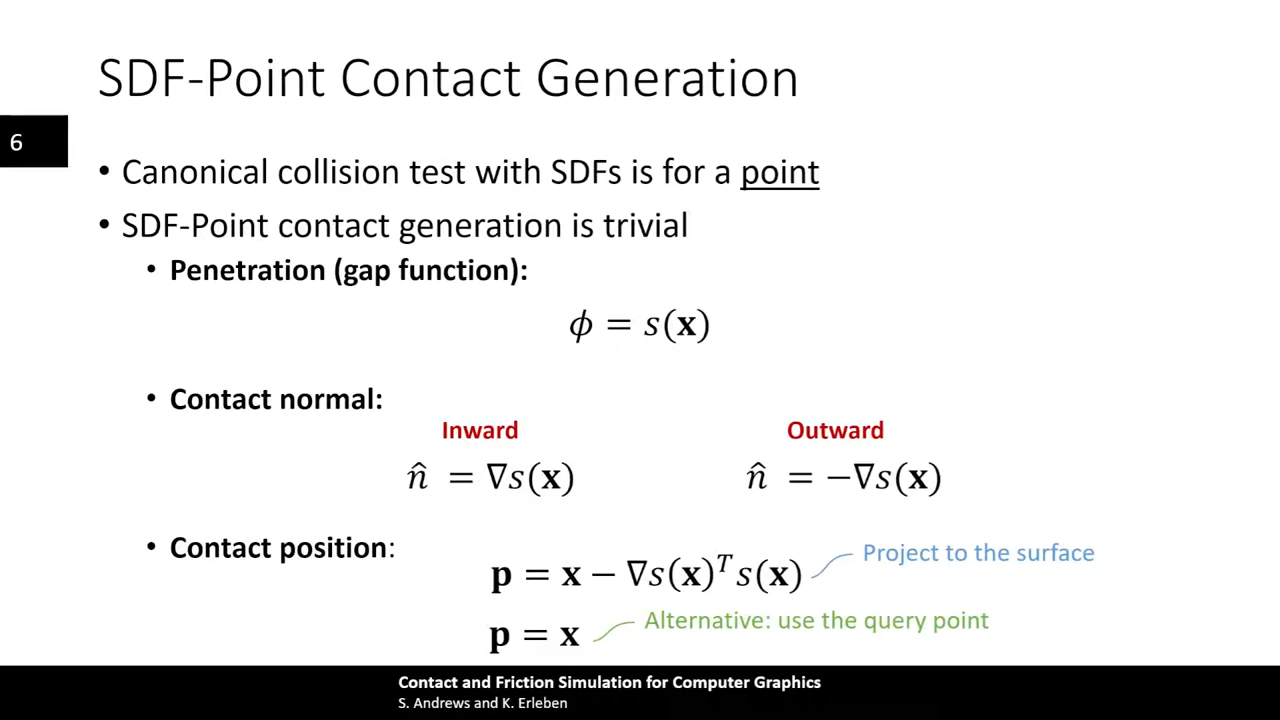 SDF-Point Contact Generation
6
• Canonical collision test with SDFs is for a point
• SDF-Point contact generation is trivial
• Penetration (gap function):
ϕ = s(𝐱)
• Contact normal:
Inward Outward
n̂ = ∇s(𝐱) n̂ = −∇s(𝐱)
• Contact position:
𝐩 = 𝐱 − ∇s(𝐱)ᵀs(𝐱) Project to the surface
𝐩 = 𝐱 Alternative: use the query point
Contact and Friction Simulation for Computer Graphics
S. Andrews and K. Erleben